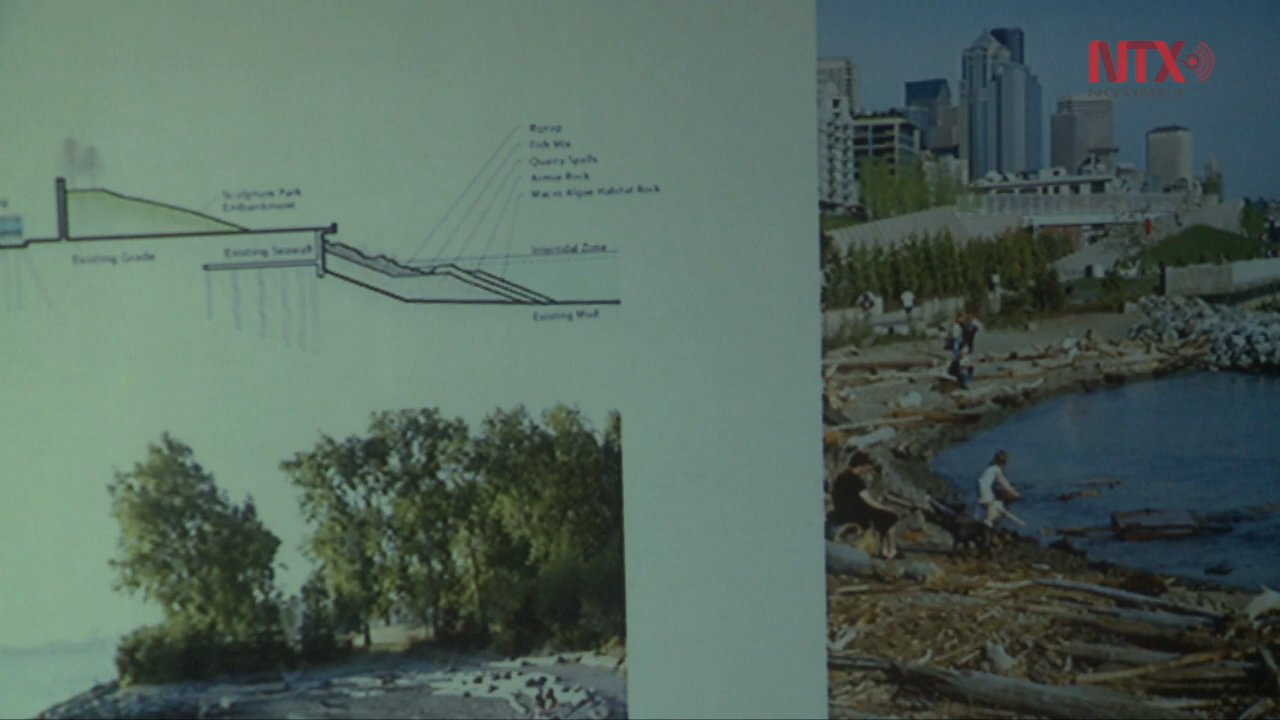 NTX
NOTIMEX
Riprap
Fish Mix
Quarry Spalls
Armor Rock
Macro Algae Habitat Rock
Sculpture Park
Embankment
Intertidal Zone
Existing Seawall
Existing Grade
Existing Mud